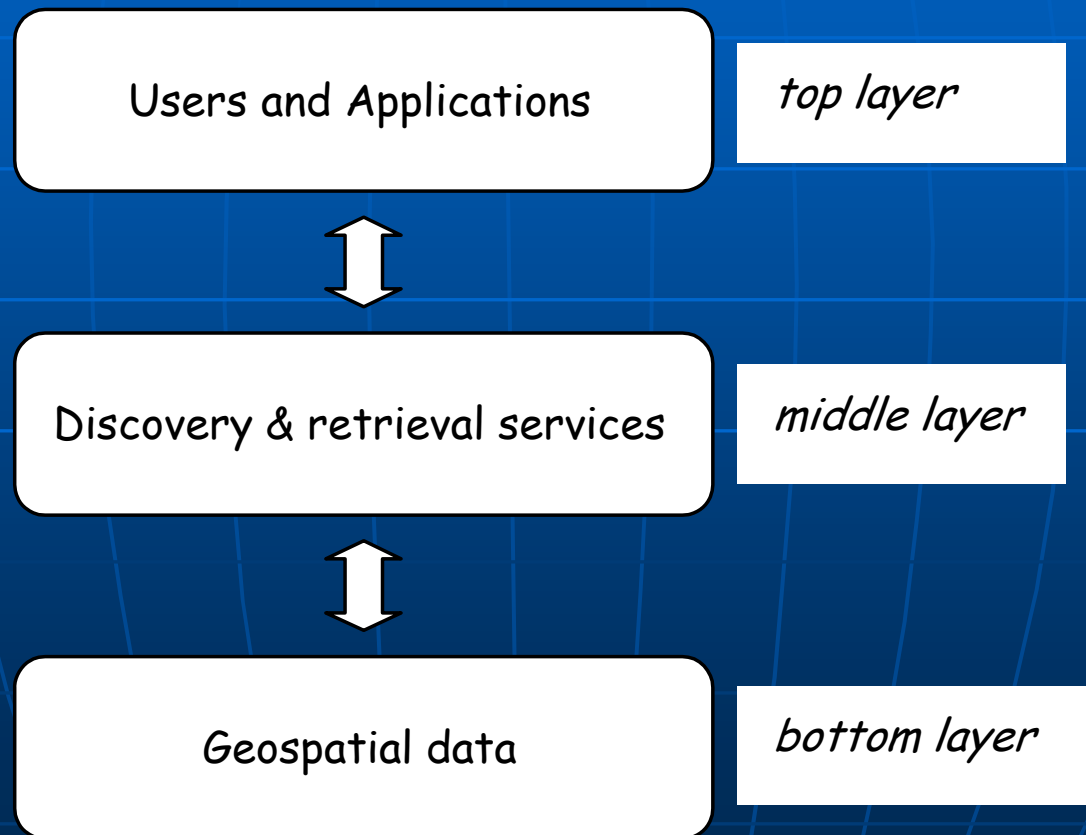 Users and Applications
top layer
Discovery & retrieval services
middle layer
Geospatial data
bottom layer